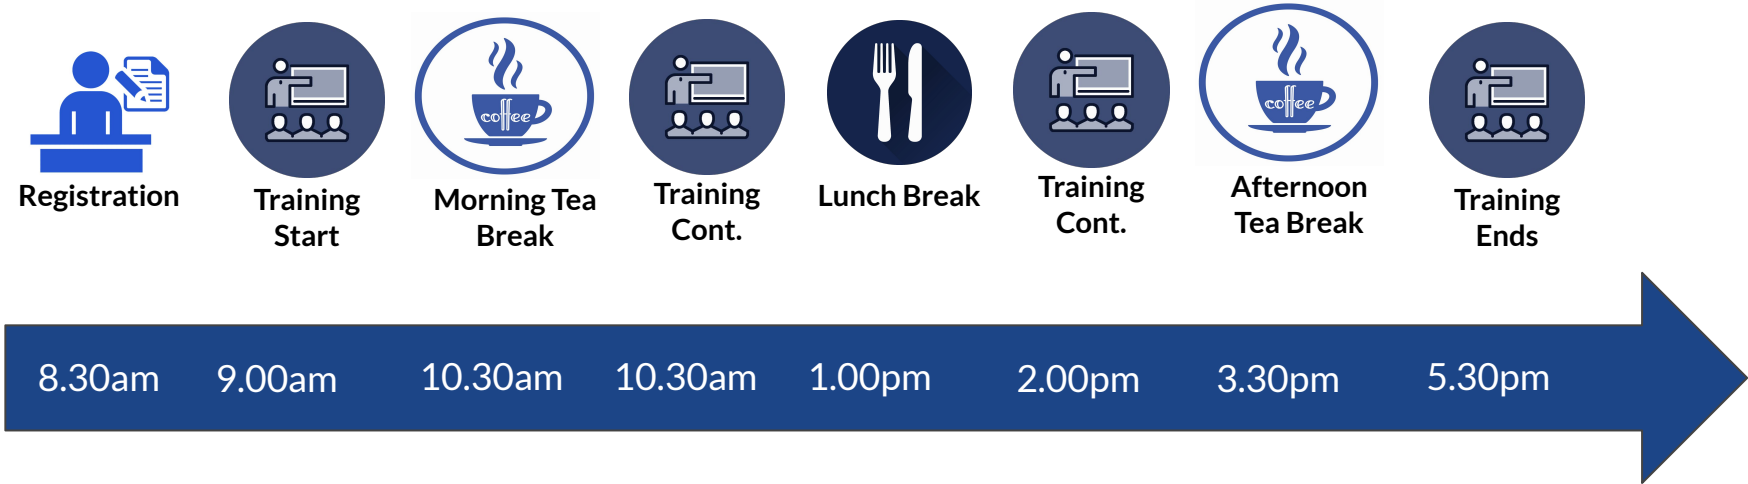 coffee
coffee
Registration
Training
Start
Morning Tea
Break
Training
Cont.
Lunch Break
Training
Cont.
Afternoon
Tea Break
Training
Ends
8.30am 9.00am 10.30am 10.30am 1.00pm 2.00pm 3.30pm 5.30pm